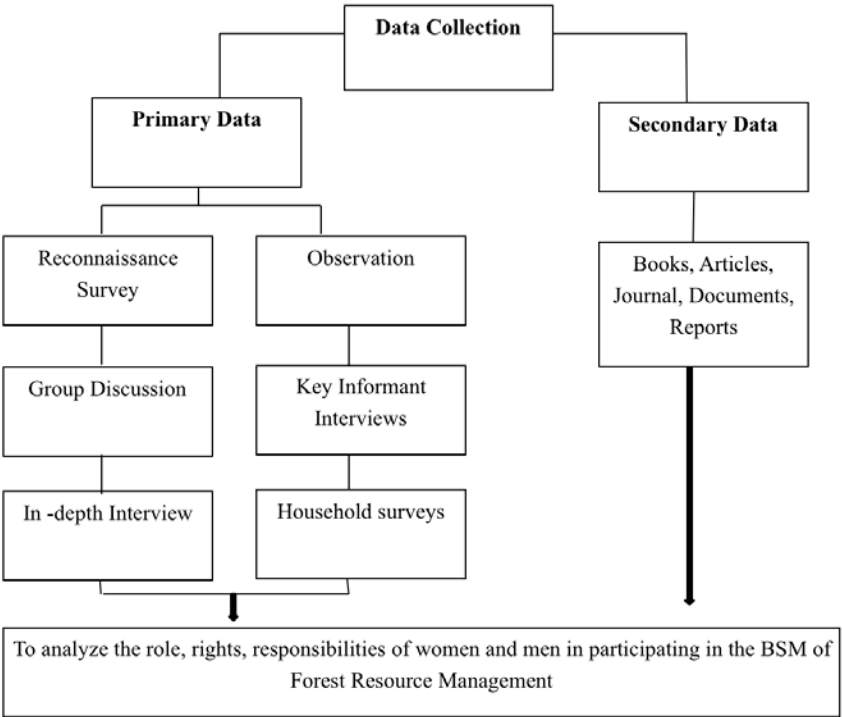 Data Collection
Primary Data
Secondary Data
Reconnaissance
Survey
Observation
Books, Articles,
Journal, Documents,
Reports
Group Discussion
Key Informant
Interviews
In -depth Interview
Household surveys
To analyze the role, rights, responsibilities of women and men in participating in the BSM of
Forest Resource Management